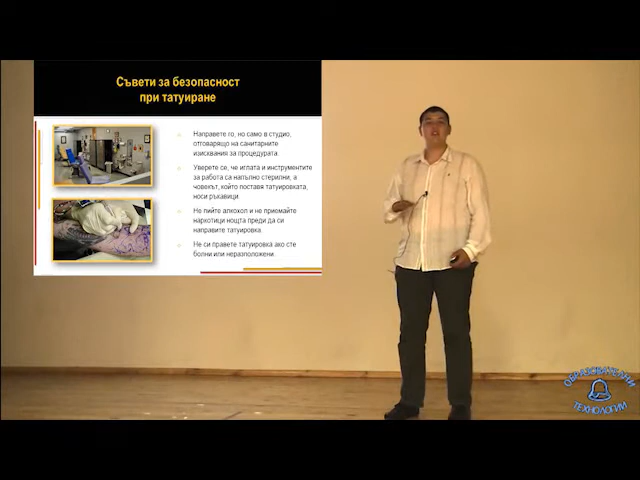 Съвети за безопасност
при татуиране
Направете го, но само в студио,
отговарящо на санитарните
изисквания за процедурата.
Уверете се, че иглата и инструментите
за работа са напълно стерилни, а
човекът, който поставя татуировката,
носи ръкавици.
Не пийте алкохол и не приемайте
наркотици нощта преди да си
направите татуировка.
Не си правете татуировка ако сте
болни или неразположени.
ОБРАЗОВАТЕЛНИ
ТЕХНОЛОГИИ